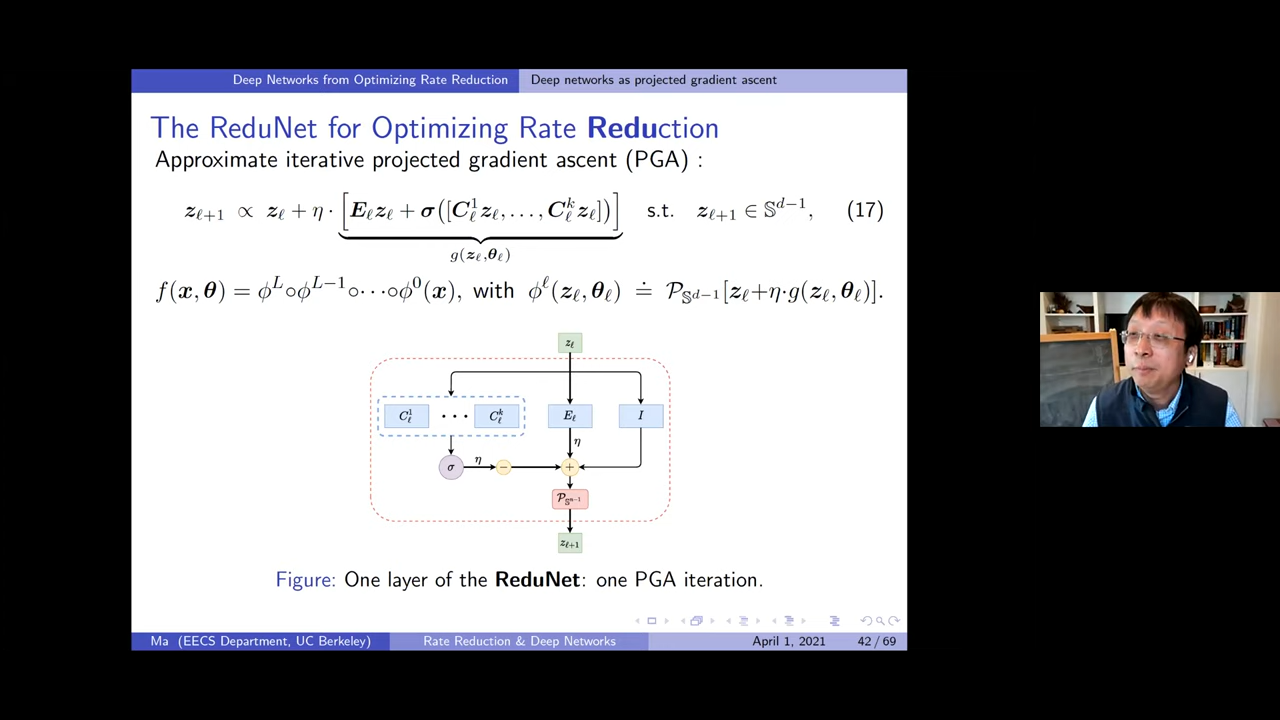 Deep Networks from Optimizing Rate Reduction Deep networks as projected gradient ascent
The ReduNet for Optimizing Rate Reduction
Approximate iterative projected gradient ascent (PGA) :
z_{ℓ+1} ∝ z_ℓ + η · [E_ℓ z_ℓ + σ([C_ℓ^1 z_ℓ, . . . , C_ℓ^k z_ℓ])] s.t. z_{ℓ+1} ∈ 𝕊^{d−1}, (17)
g(z_ℓ, θ_ℓ)
f(x, θ) = ϕ^L ∘ ϕ^{L−1} ∘ · · · ∘ ϕ^0(x), with ϕ^ℓ(z_ℓ, θ_ℓ) ≐ 𝒫_{𝕊^{d−1}}[z_ℓ + η · g(z_ℓ, θ_ℓ)].
z_ℓ
C_ℓ^1 · · · C_ℓ^k E_ℓ I
η
σ η − +
𝒫_{𝕊^{n−1}}
z_{ℓ+1}
Figure: One layer of the ReduNet: one PGA iteration.
Ma (EECS Department, UC Berkeley) Rate Reduction & Deep Networks April 1, 2021 42 / 69